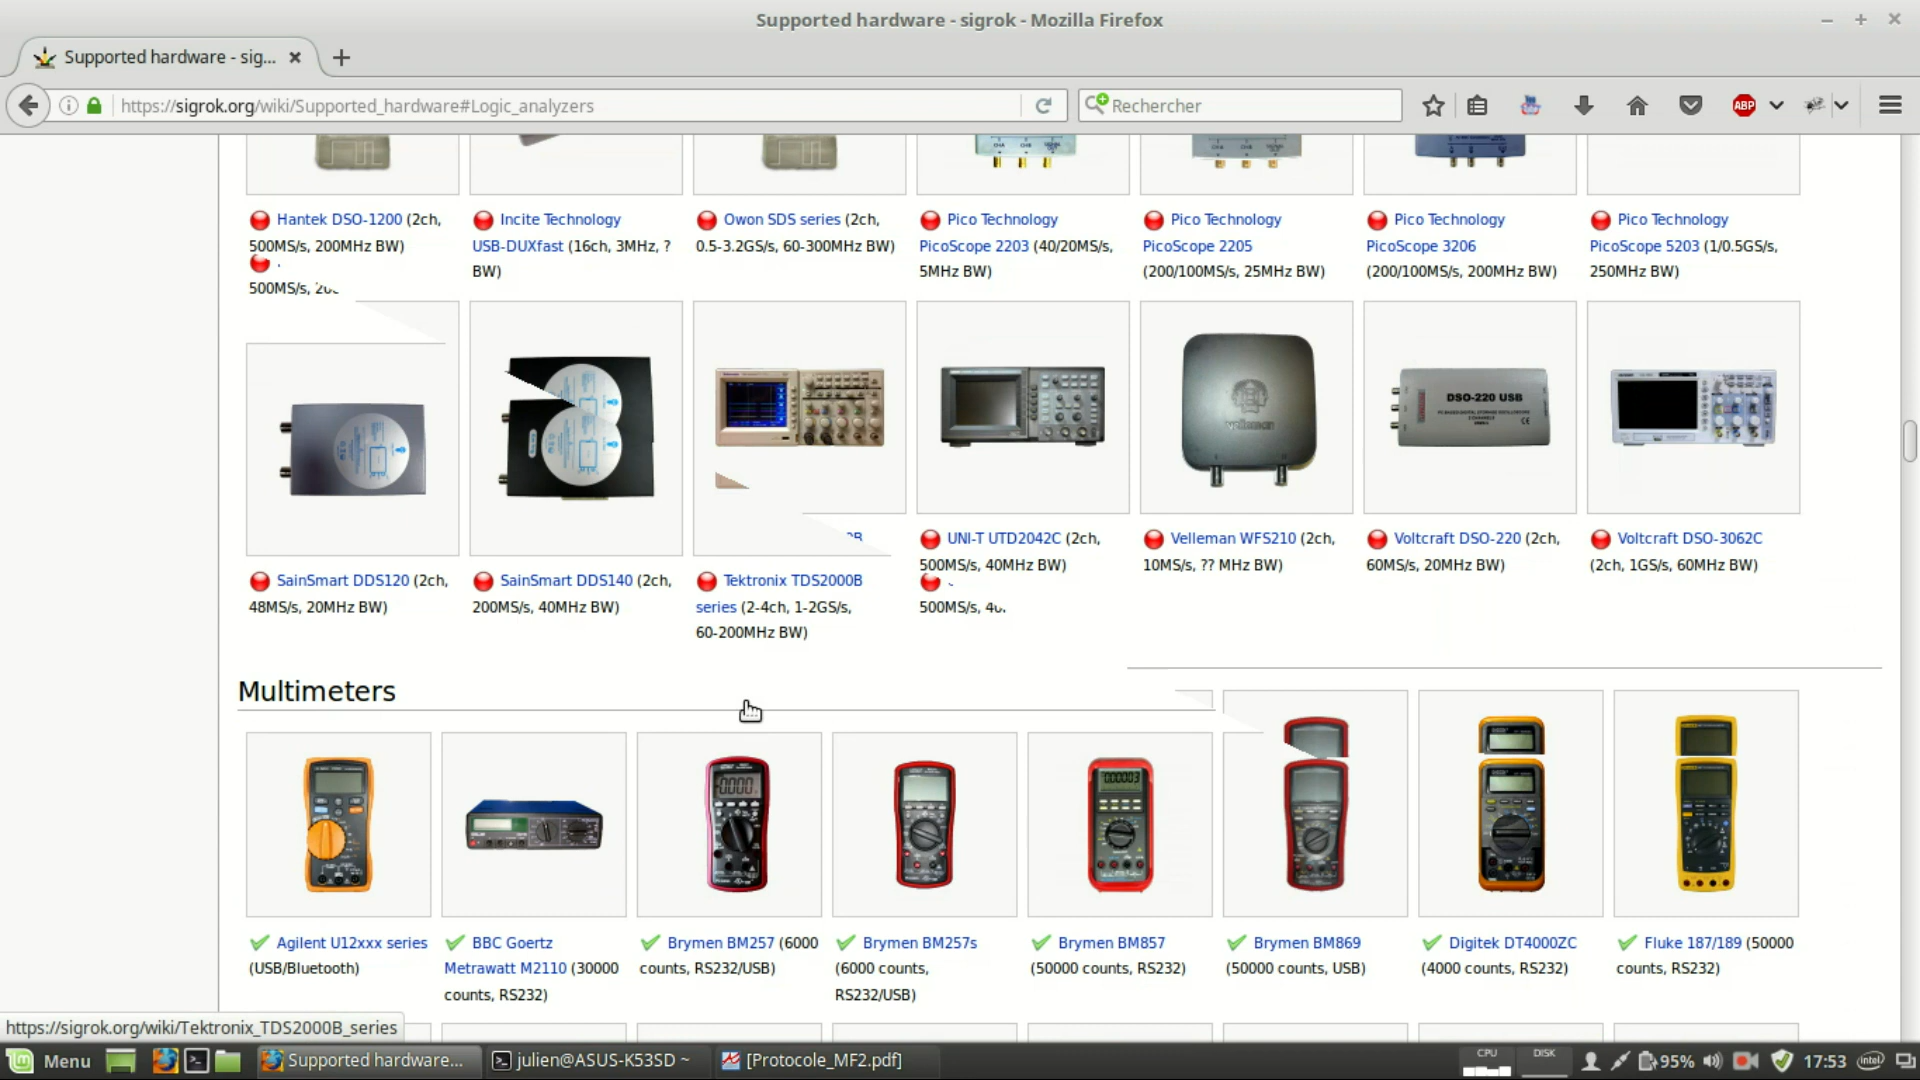 Supported hardware - sigrok - Mozilla Firefox
Supported hardware - sig...
https://sigrok.org/wiki/Supported_hardware#Logic_analyzers
Rechercher
ABP
Hantek DSO-1200 (2ch,
500MS/s, 200MHz BW)
500MS/s,
Incite Technology
USB-DUXfast (16ch, 3MHz, ?
BW)
Owon SDS series (2ch,
0.5-3.2GS/s, 60-300MHz BW)
Pico Technology
PicoScope 2203 (40/20MS/s,
5MHz BW)
Pico Technology
PicoScope 2205
(200/100MS/s, 25MHz BW)
Pico Technology
PicoScope 3206
(200/100MS/s, 200MHz BW)
Pico Technology
PicoScope 5203 (1/0.5GS/s,
250MHz BW)
Velleman
DSO-220 USB
SainSmart DDS120 (2ch,
48MS/s, 20MHz BW)
SainSmart DDS140 (2ch,
200MS/s, 40MHz BW)
Tektronix TDS2000B
series (2-4ch, 1-2GS/s,
60-200MHz BW)
UNI-T UTD2042C (2ch,
500MS/s, 40MHz BW)
500MS/s,
Velleman WFS210 (2ch,
10MS/s, ?? MHz BW)
Voltcraft DSO-220 (2ch,
60MS/s, 20MHz BW)
Voltcraft DSO-3062C
(2ch, 1GS/s, 60MHz BW)
Multimeters
Agilent U12xxx series
(USB/Bluetooth)
BBC Goertz
Metrawatt M2110 (30000
counts, RS232)
Brymen BM257 (6000
counts, RS232/USB)
Brymen BM257s
(6000 counts,
RS232/USB)
Brymen BM857
(50000 counts, RS232)
Brymen BM869
(50000 counts, USB)
Digitek DT4000ZC
(4000 counts, RS232)
Fluke 187/189 (50000
counts, RS232)
https://sigrok.org/wiki/Tektronix_TDS2000B_series
Menu
Supported hardware...
julien@ASUS-K53SD ~
[Protocole_MF2.pdf]
CPU
DISK
95%
17:53
intel